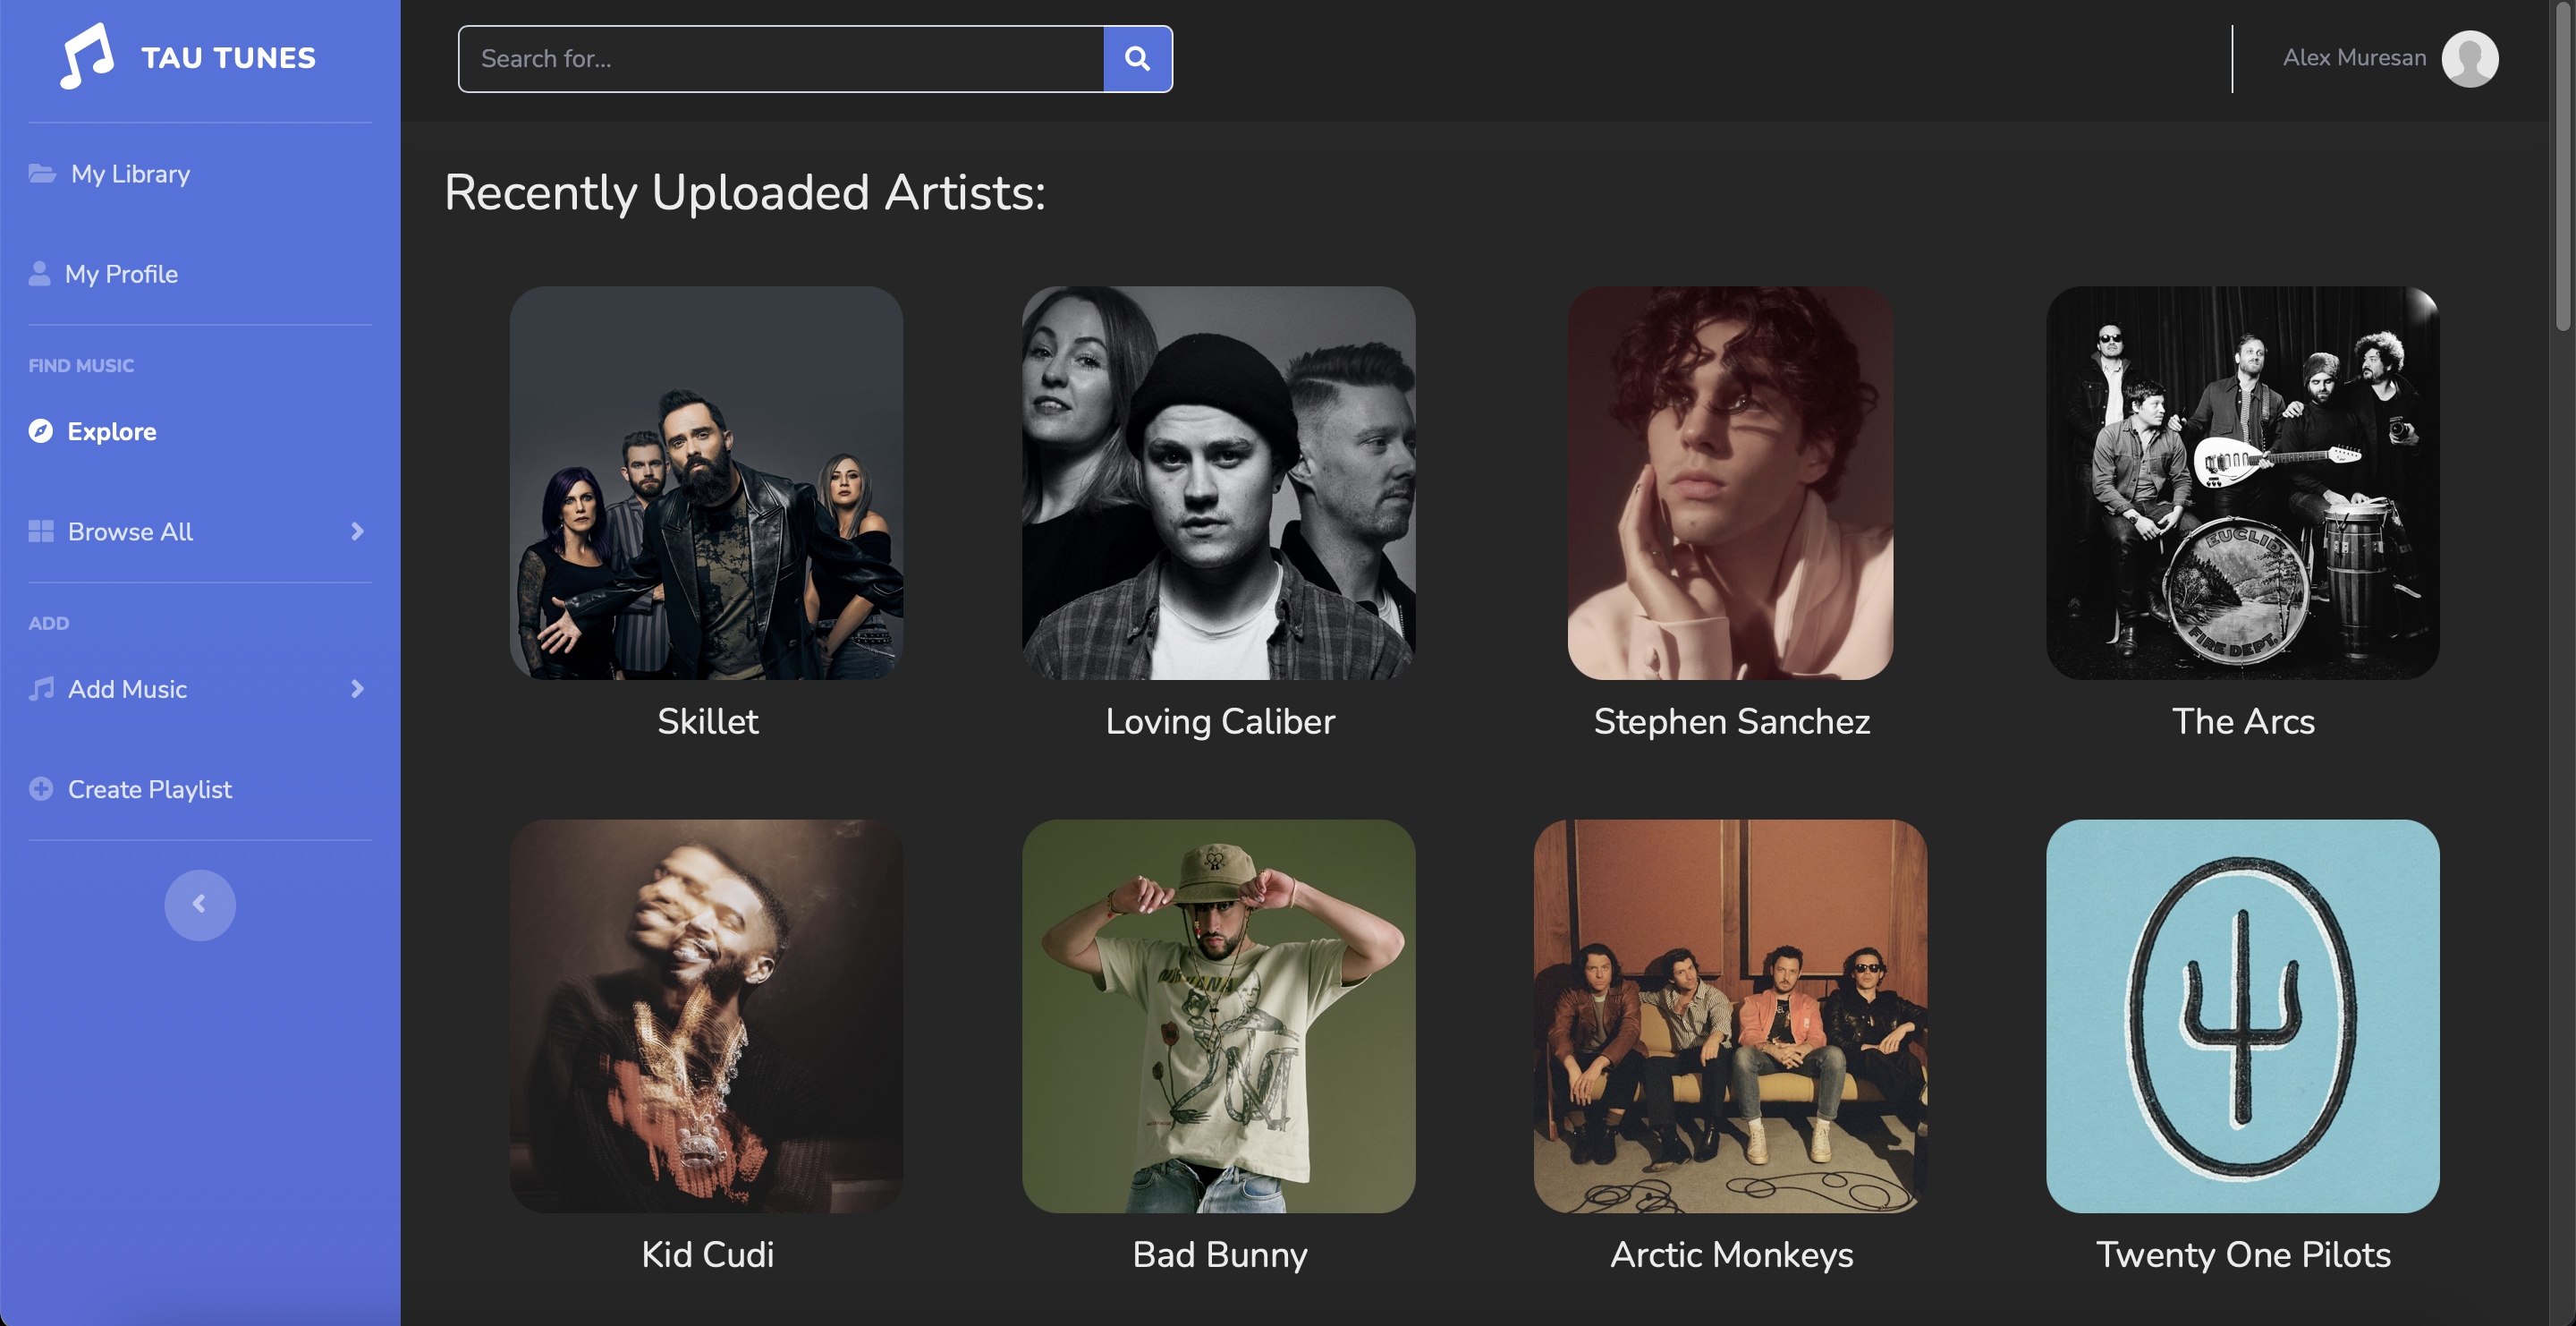 TAU TUNES
Search for...
Alex Muresan
My Library
My Profile
FIND MUSIC
Explore
Browse All
ADD
Add Music
Create Playlist
Recently Uploaded Artists:
EUCLID
FIRE DEPT.
Skillet
Loving Caliber
Stephen Sanchez
The Arcs
NIRVANA
Kid Cudi
Bad Bunny
Arctic Monkeys
Twenty One Pilots